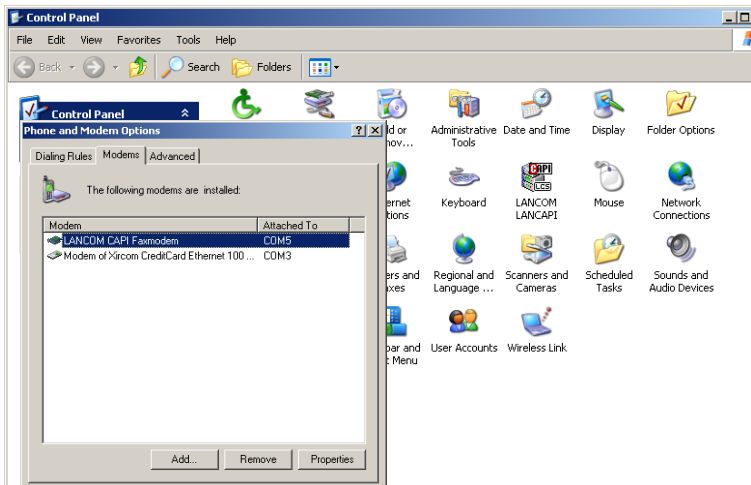 Control Panel
File Edit View Favorites Tools Help
Back Search Folders
Control Panel
Phone and Modem Options
Dialing Rules Modems Advanced
The following modems are installed:
Modem Attached To
LANCOM CAPI Faxmodem COM5
Modem of Xircom CreditCard Ethernet 100 ... COM3
Add... Remove Properties
Administrative Tools
Date and Time
Display
Folder Options
Keyboard
CAPI
LCS
LANCOM LANCAPI
Mouse
Network Connections
Regional and Language ...
Scanners and Cameras
Scheduled Tasks
Sounds and Audio Devices
User Accounts
Wireless Link